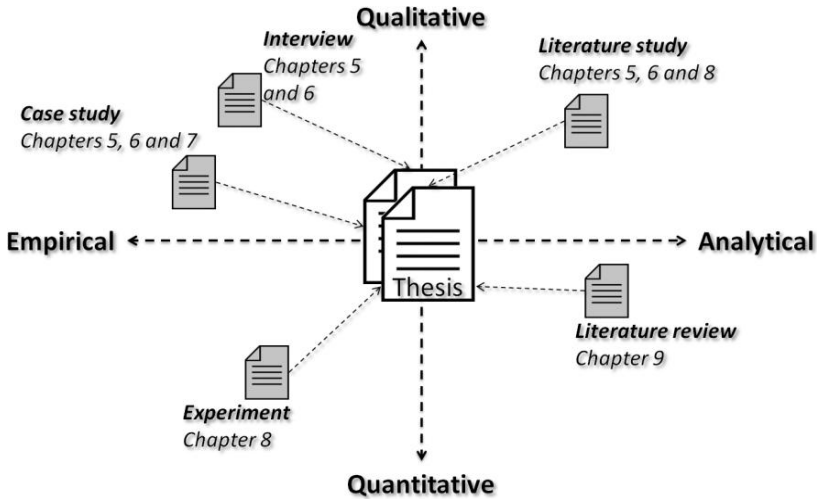 Qualitative
Interview
Chapters 5
and 6
Literature study
Chapters 5, 6 and 8
Case study
Chapters 5, 6 and 7
Empirical
Analytical
Thesis
Literature review
Chapter 9
Experiment
Chapter 8
Quantitative